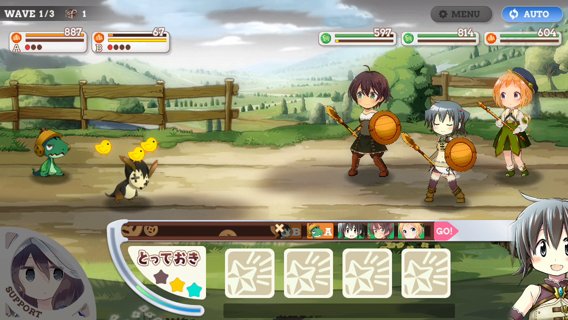 WAVE 1/3 1
MENU
AUTO
887
67
A
B
597
814
604
B A GO!
とっておき
SUPPORT